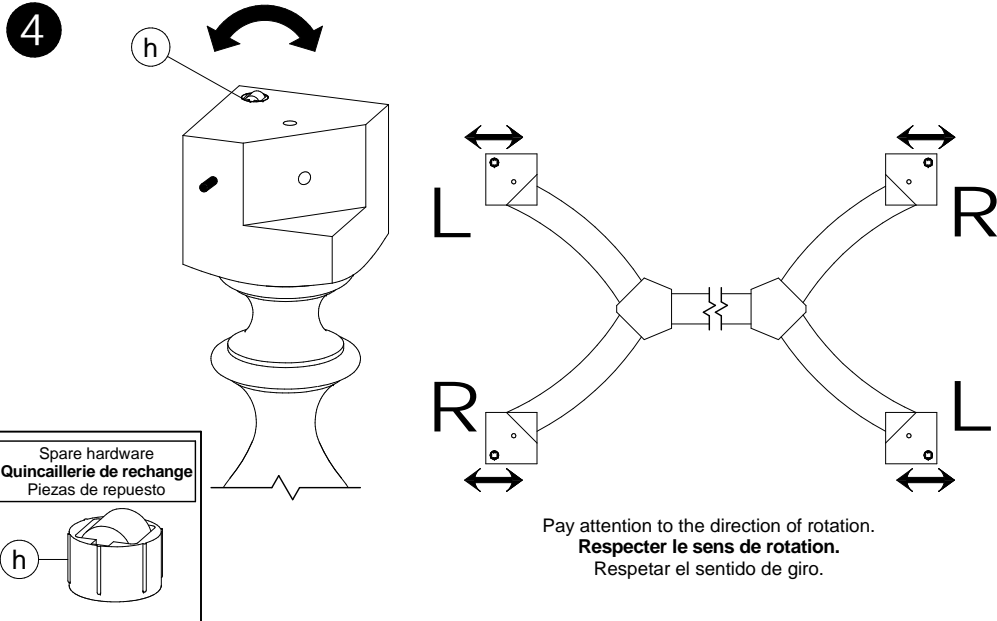 4
h
L
R
R
L
Spare hardware
Quincaillerie de rechange
Piezas de repuesto
h
Pay attention to the direction of rotation.
Respecter le sens de rotation.
Respetar el sentido de giro.